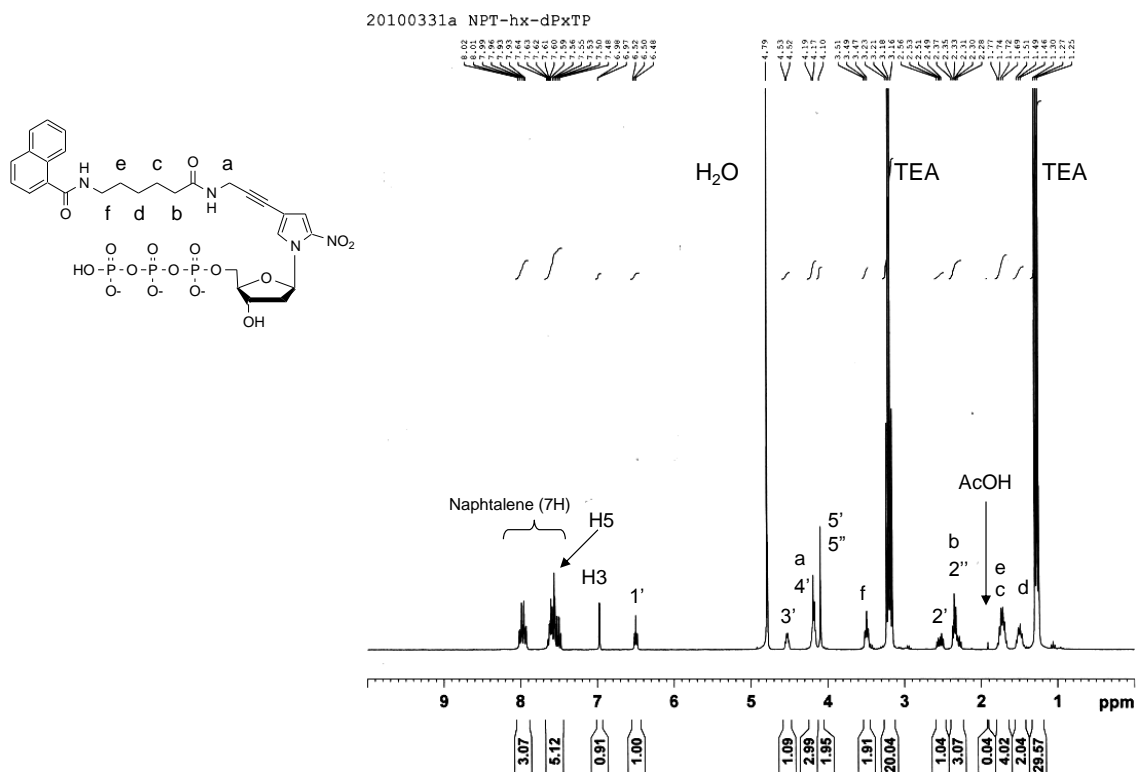 20100331a NPT-hx-dPxTP
8.02 8.01 7.99 7.96 7.93 7.93 7.64 7.63 7.62 7.61 7.60 7.59 7.56 7.55 7.53 7.50 7.48 6.98 6.97 6.52 6.50 6.48 4.79 4.53 4.52 4.19 4.17 4.10 3.51 3.49 3.47 3.23 3.21 3.18 3.16 2.56 2.53 2.51 2.49 2.37 2.35 2.33 2.31 2.30 2.28 1.77 1.74 1.72 1.69 1.51 1.49 1.46 1.30 1.27 1.25
H2O TEA TEA
e c O a
H
N
O f d b N
H
N NO2
O O O
HO-P-O-P-O-P-O O
O- O- O-
OH
Naphtalene (7H)
H5
H3
1'
3'
a
4'
5'
5"
f
2'
b
2''
AcOH
e
c
d
9 8 7 6 5 4 3 2 1 ppm
3.07 5.12 0.91 1.00 1.09 2.99 1.95 1.91 20.04 1.04 3.07 0.04 4.02 2.04 29.57